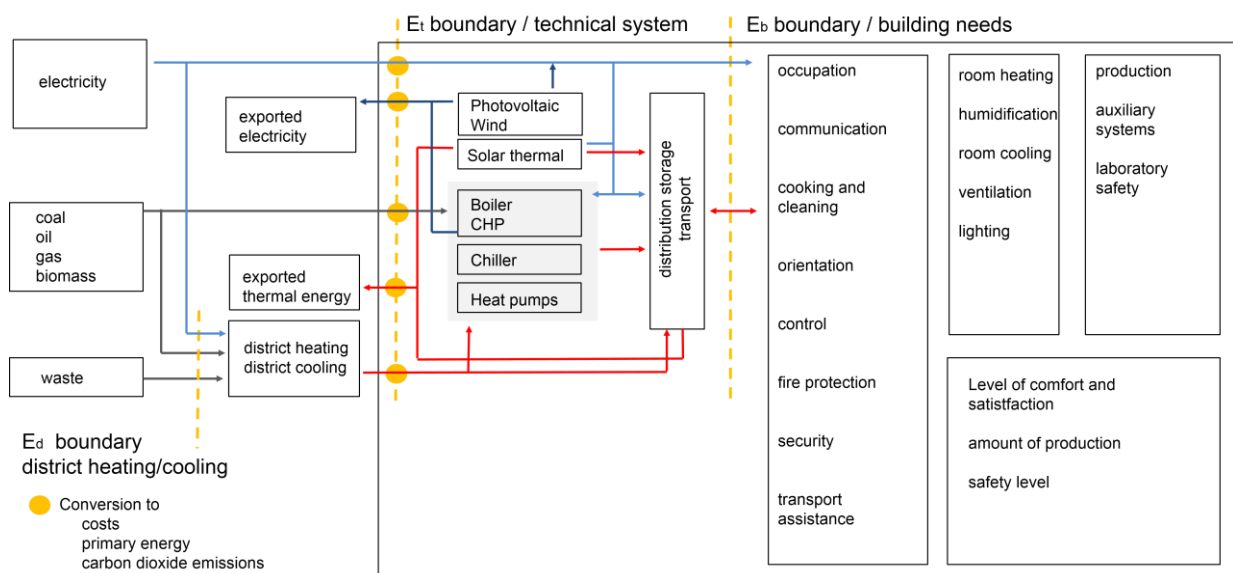 Et boundary / technical system
Eb boundary / building needs
electricity
exported
electricity
Photovoltaic
Wind
Solar thermal
coal
oil
gas
biomass
Boiler
CHP
Chiller
Heat pumps
exported
thermal energy
district heating
district cooling
waste
distribution storage
transport
occupation
communication
cooking and
cleaning
orientation
control
fire protection
security
transport
assistance
room heating
humidification
room cooling
ventilation
lighting
production
auxiliary
systems
laboratory
safety
Level of comfort and
satistfaction
amount of production
safety level
Ed boundary
district heating/cooling
Conversion to
costs
primary energy
carbon dioxide emissions